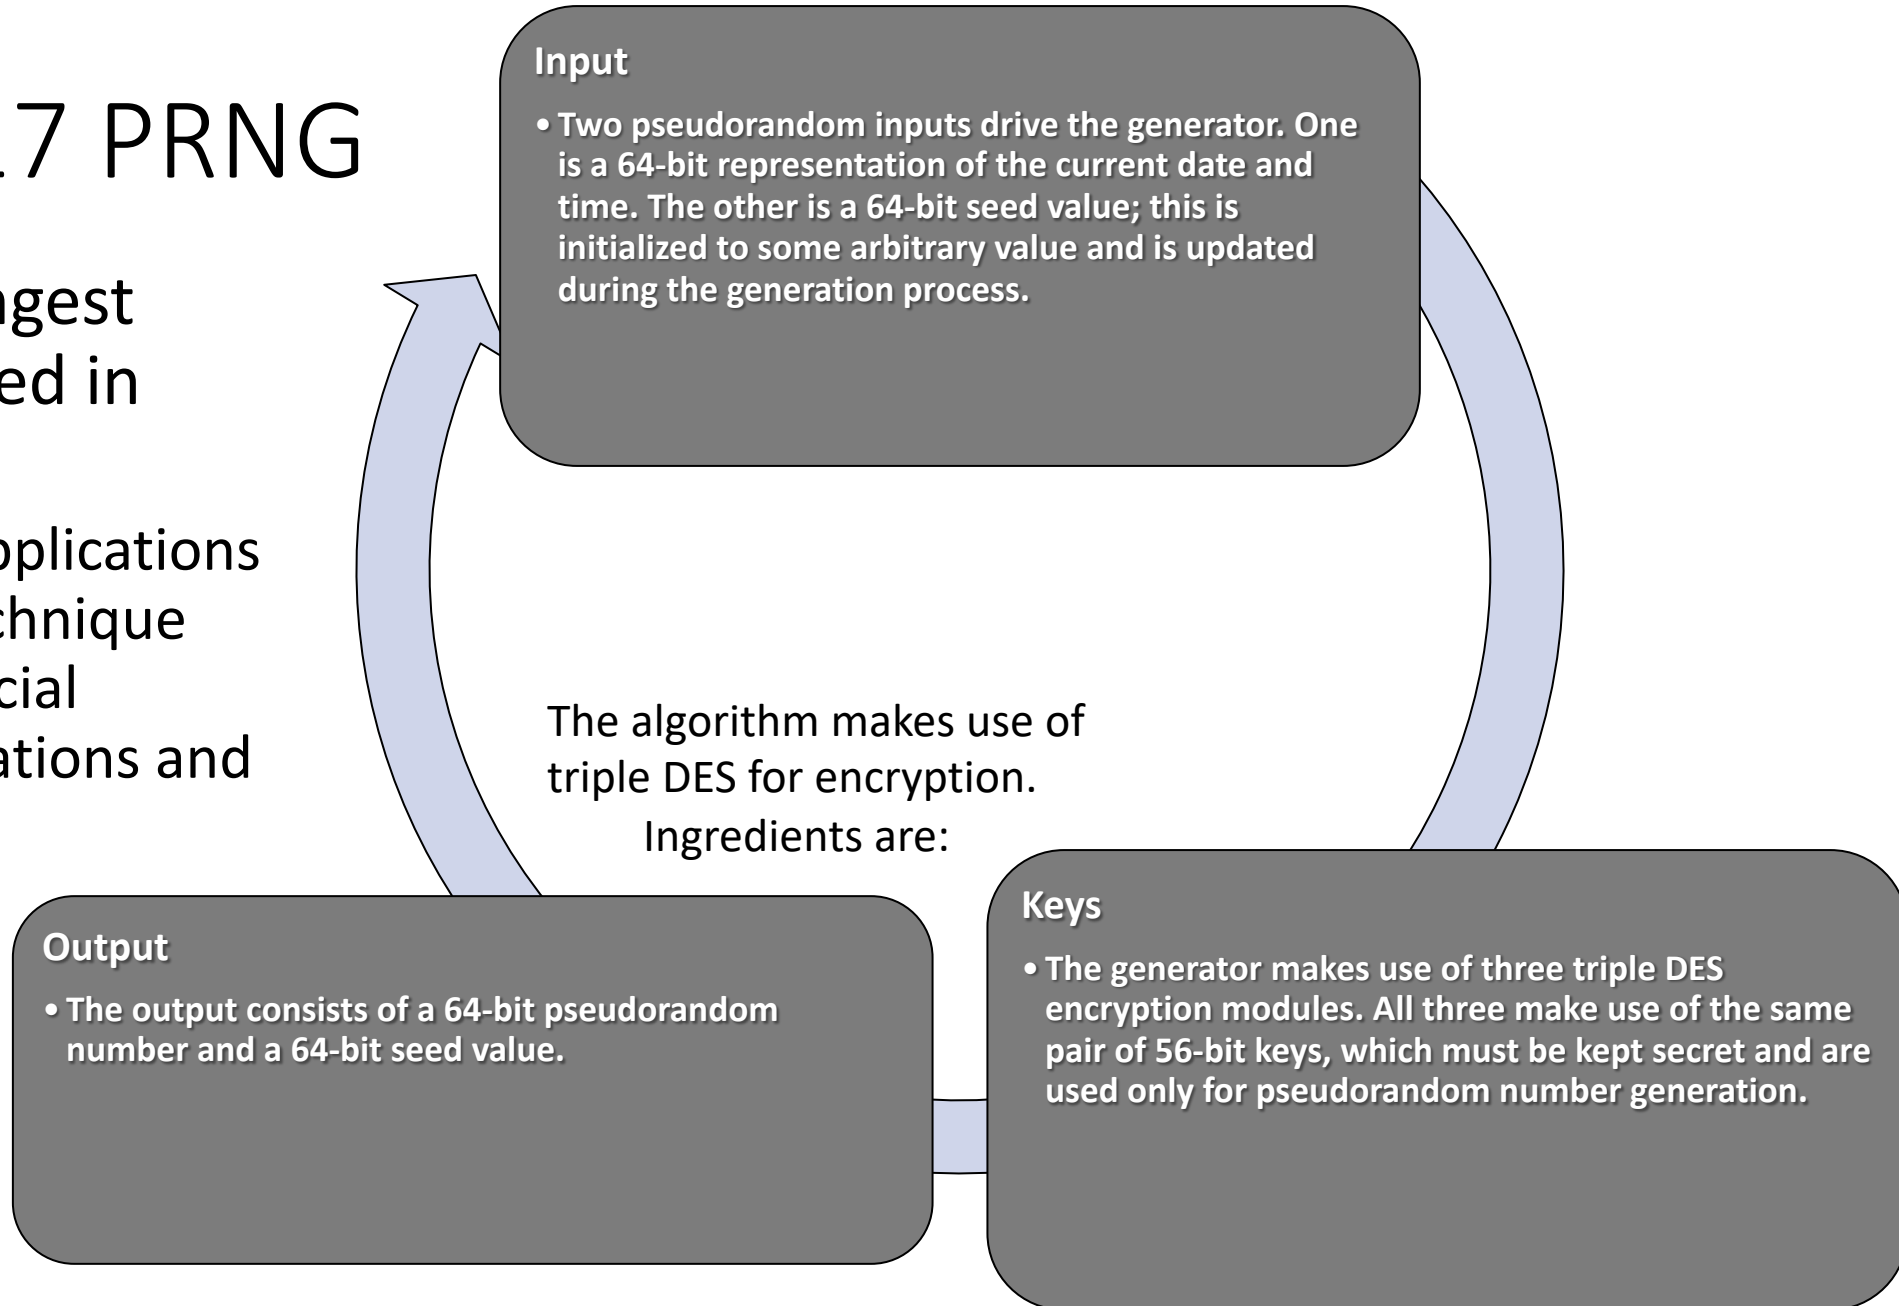 .7 PRNG
gest
ed in
plications
chnique
cial
ations and
Input
• Two pseudorandom inputs drive the generator. One
is a 64-bit representation of the current date and
time. The other is a 64-bit seed value; this is
initialized to some arbitrary value and is updated
during the generation process.
The algorithm makes use of
triple DES for encryption.
Ingredients are:
Keys
• The generator makes use of three triple DES
encryption modules. All three make use of the same
pair of 56-bit keys, which must be kept secret and are
used only for pseudorandom number generation.
Output
• The output consists of a 64-bit pseudorandom
number and a 64-bit seed value.